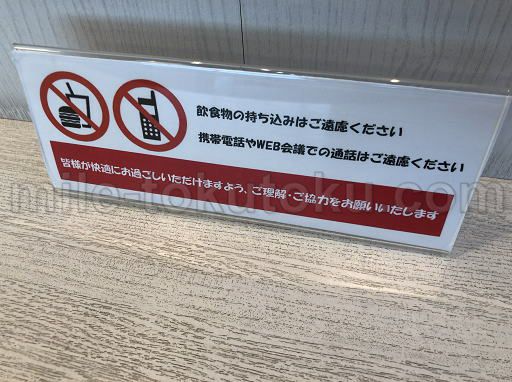 飲食物の持ち込みはご遠慮ください
携帯電話やWEB会議での通話はご遠慮ください
皆様が快適にお過ごしいただけますよう、ご理解・ご協力をお願いいたします
mile-tokutoku.com